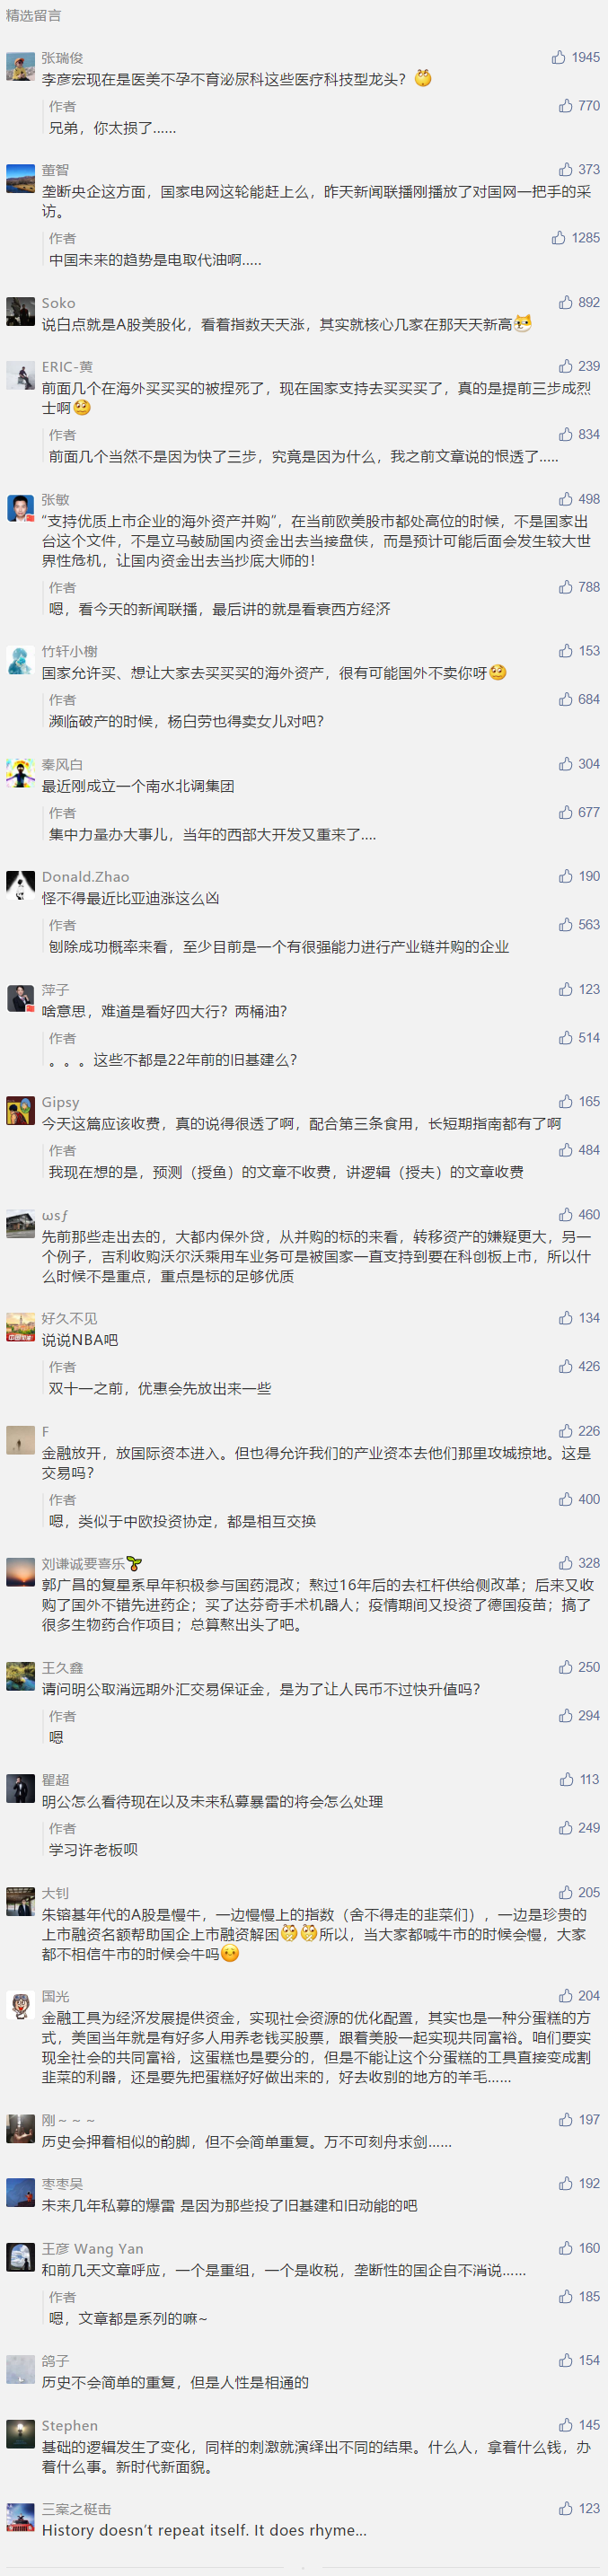 精选留言
张瑞俊 1945
李彦宏现在是医美不孕不育泌尿科这些医疗科技型龙头？
作者 770
兄弟，你太损了......
董智 373
垄断央企这方面，国家电网这轮能赶上么，昨天新闻联播刚播放了对国网一把手的采
访。
作者 1285
中国未来的趋势是电取代油啊.....
Soko 892
说白点就是A股美股化，看着指数天天涨，其实就核心几家在那天天新高
ERIC-黄 239
前面几个在海外买买买的被捏死了，现在国家支持去买买买了，真的是提前三步成烈
士啊
作者 834
前面几个当然不是因为快了三步，究竟是因为什么，我之前文章说的恨透了.....
张敏 498
“支持优质上市企业的海外资产并购”，在当前欧美股市都处高位的时候，不是国家出
台这个文件，不是立马鼓励国内资金出去当接盘侠，而是预计可能后面会发生较大世
界性危机，让国内资金出去当抄底大师的！
作者 788
嗯，看今天的新闻联播，最后讲的就是看衰西方经济
竹轩小榭 153
国家允许买、想让大家去买买买的海外资产，很有可能国外不卖你呀
作者 684
濒临破产的时候，杨白劳也得卖女儿对吧？
秦风白 304
最近刚成立一个南水北调集团
作者 677
集中力量办大事儿，当年的西部大开发又重来了....
Donald.Zhao 190
怪不得最近比亚迪涨这么凶
作者 563
刨除成功概率来看，至少目前是一个有很强能力进行产业链并购的企业
萍子 123
啥意思，难道是看好四大行？两桶油？
作者 514
。。。这些不都是22年前的旧基建么？
Gipsy 165
今天这篇应该收费，真的说得很透了啊，配合第三条食用，长短期指南都有了啊
作者 484
我现在想的是，预测（授鱼）的文章不收费，讲逻辑（授夫）的文章收费
ωsƒ 460
先前那些走出去的，大都内保外贷，从并购的标的来看，转移资产的嫌疑更大，另一
个例子，吉利收购沃尔沃乘用车业务可是被国家一直支持到要在科创板上市，所以什
么时候不是重点，重点是标的足够优质
好久不见 134
说说NBA吧
作者 426
双十一之前，优惠会先放出来一些
F 226
金融放开，放国际资本进入。但也得允许我们的产业资本去他们那里攻城掠地。这是
交易吗？
作者 400
嗯，类似于中欧投资协定，都是相互交换
刘谦诚要喜乐 328
郭广昌的复星系早年积极参与国药混改；熬过16年后的去杠杆供给侧改革；后来又收
购了国外不错先进药企；买了达芬奇手术机器人；疫情期间又投资了德国疫苗；搞了
很多生物药合作项目；总算熬出头了吧。
王久鑫 250
请问明公取消远期外汇交易保证金，是为了让人民币不过快升值吗？
作者 294
嗯
瞿超 113
明公怎么看待现在以及未来私募暴雷的将会怎么处理
作者 249
学习许老板呗
大钊 205
朱镕基年代的A股是慢牛，一边慢慢上的指数（舍不得走的韭菜们），一边是珍贵的
上市融资名额帮助国企上市融资解困所以，当大家都喊牛市的时候会慢，大家
都不相信牛市的时候会牛吗
国光 204
金融工具为经济发展提供资金，实现社会资源的优化配置，其实也是一种分蛋糕的方
式，美国当年就是有好多人用养老钱买股票，跟着美股一起实现共同富裕。咱们要实
现全社会的共同富裕，这蛋糕也是要分的，但是不能让这个分蛋糕的工具直接变成割
韭菜的利器，还是要先把蛋糕好好做出来的，好去收别的地方的羊毛......
刚～～～ 197
历史会押着相似的韵脚，但不会简单重复。万不可刻舟求剑......
枣枣吴 192
未来几年私募的爆雷 是因为那些投了旧基建和旧动能的吧
王彦 Wang Yan 160
和前几天文章呼应，一个是重组，一个是收税，垄断性的国企自不消说......
作者 185
嗯，文章都是系列的嘛~
鸽子 154
历史不会简单的重复，但是人性是相通的
Stephen 145
基础的逻辑发生了变化，同样的刺激就演绎出不同的结果。什么人，拿着什么钱，办
着什么事。新时代新面貌。
三案之梃击 123
History doesn’t repeat itself. It does rhyme...